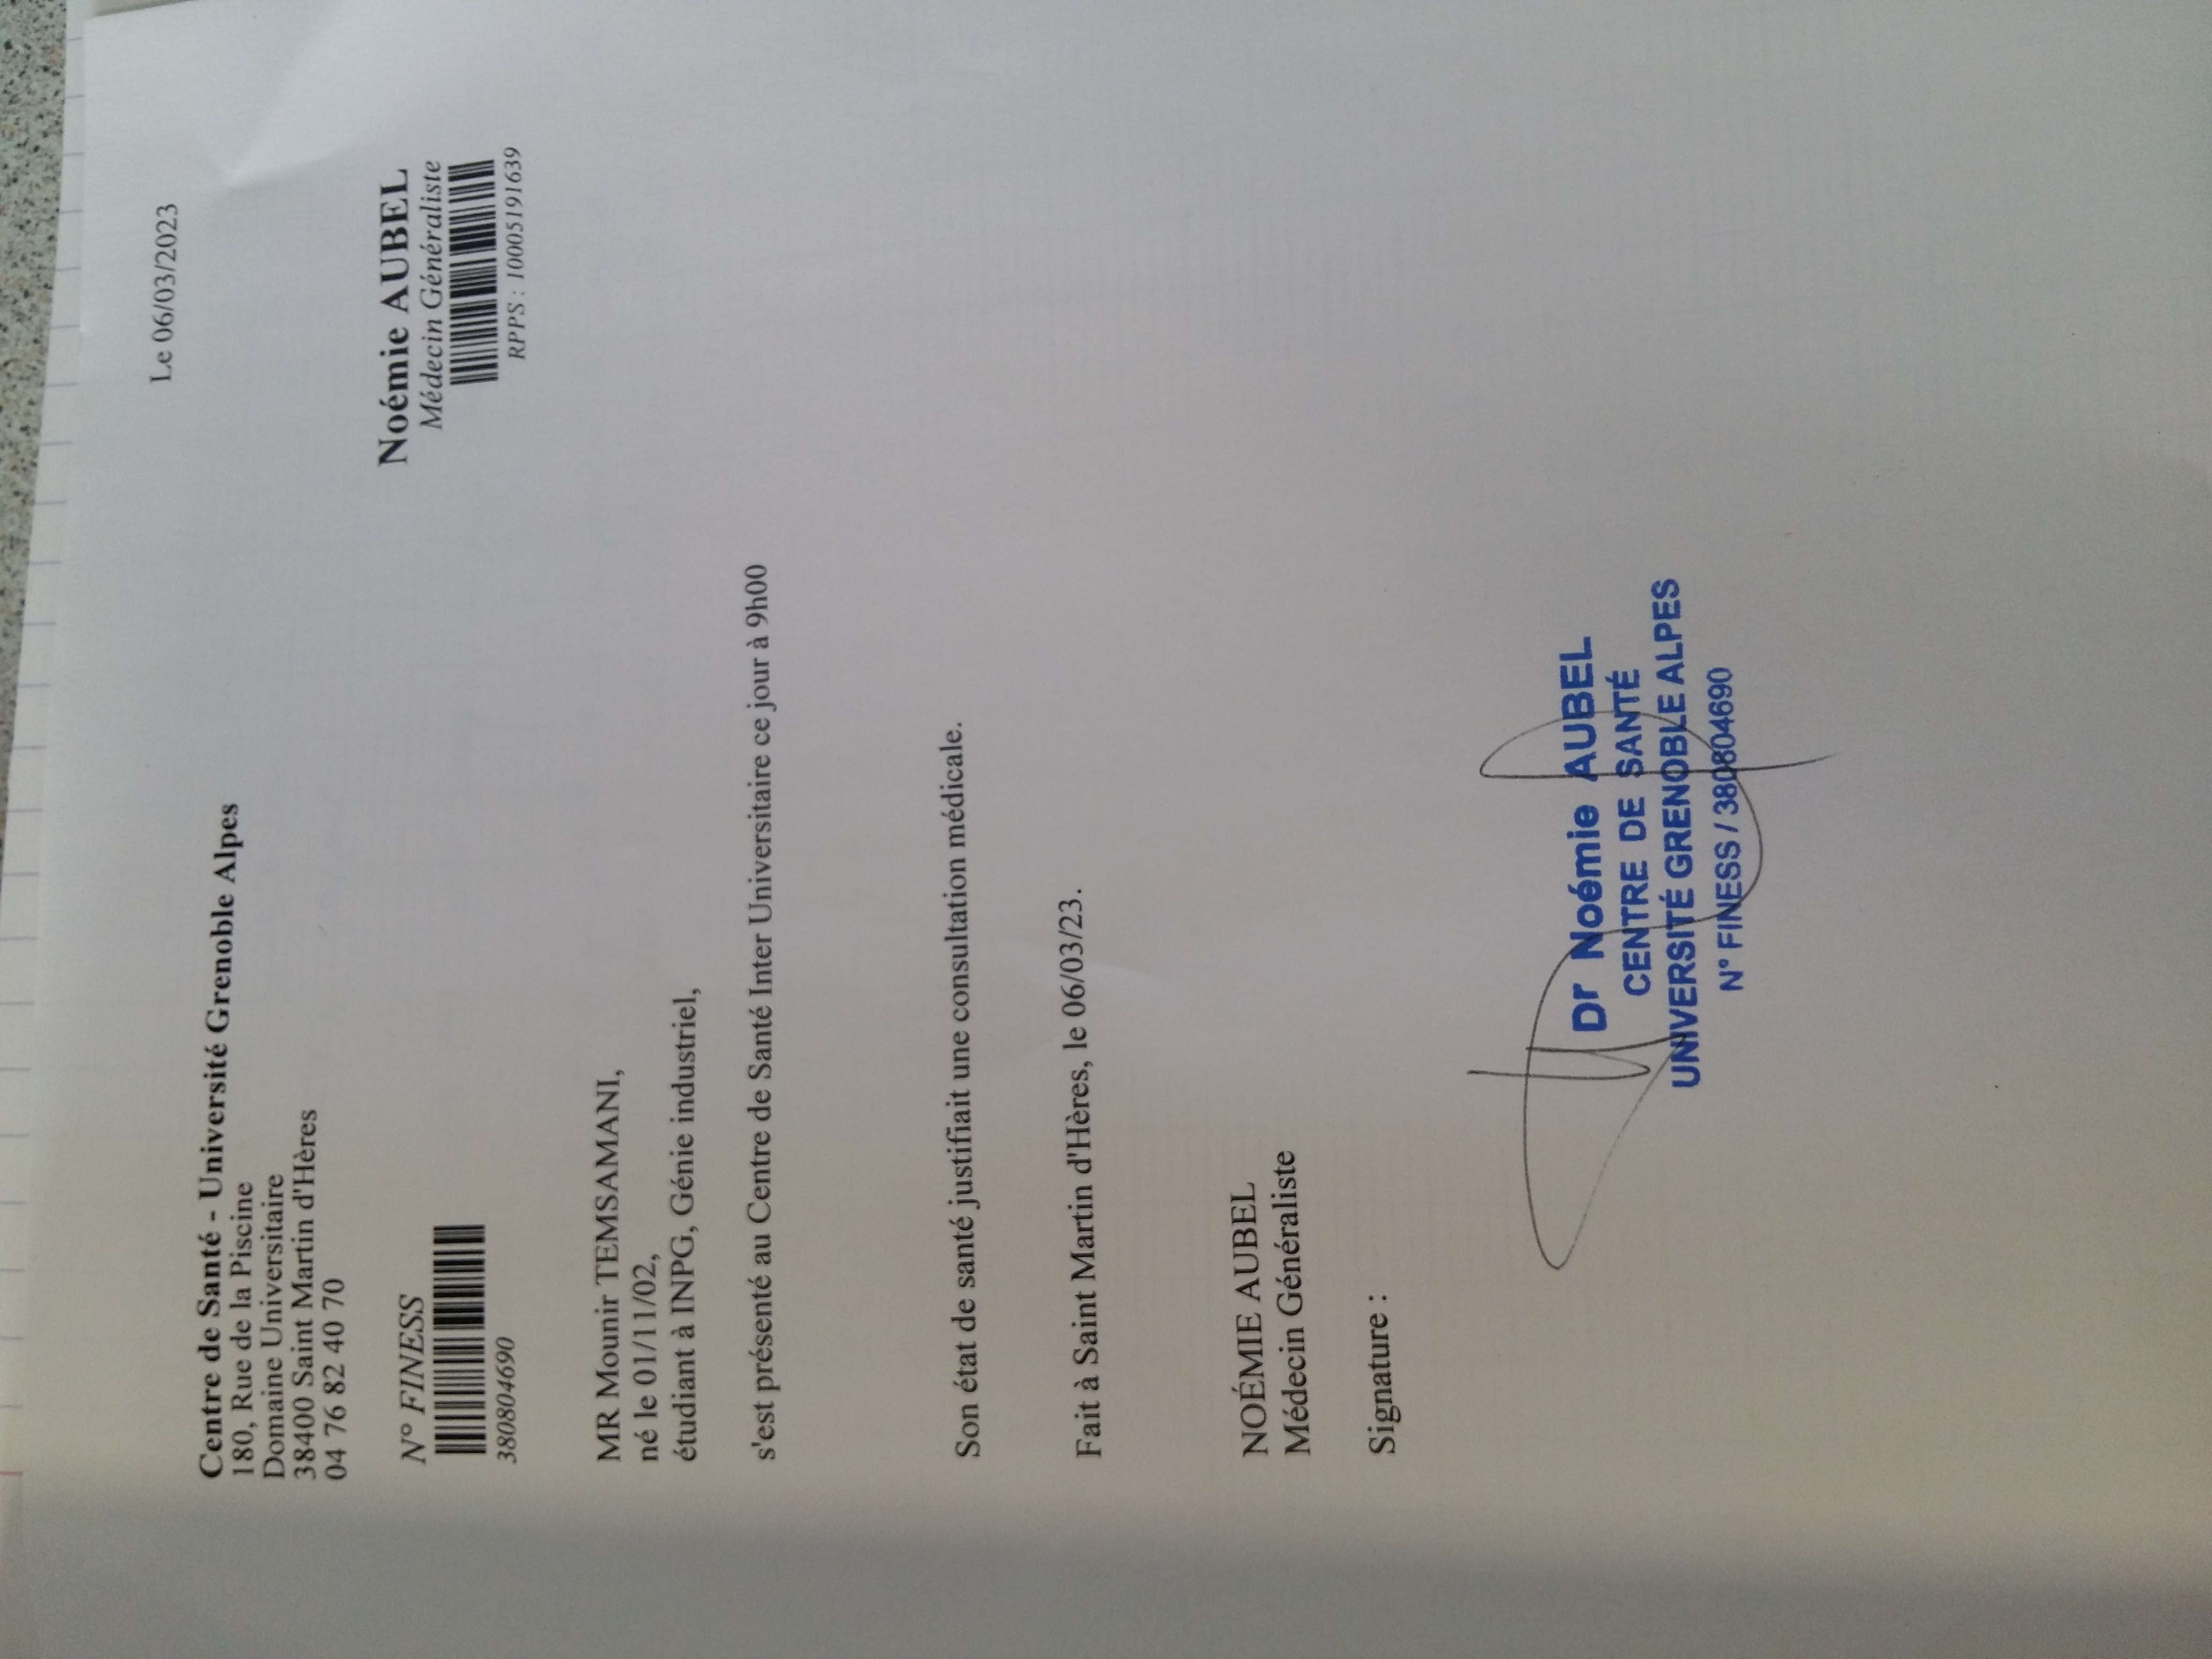 Le 06/03/2023
Centre de Santé - Université Grenoble Alpes
180, Rue de la Piscine
Domaine Universitaire
38400 Saint Martin d'Hères
04 76 82 40 70
Noémie AUBEL
Médecin Généraliste
RPPS : 10005191639
N° FINESS
380804690
MR Mounir TEMSAMANI,
né le 01/11/02,
étudiant à INPG, Génie industriel,
s'est présenté au Centre de Santé Inter Universitaire ce jour à 9h00
Son état de santé justifiait une consultation médicale.
Fait à Saint Martin d'Hères, le 06/03/23.
NOÉMIE AUBEL
Médecin Généraliste
Signature :
Dr Noémie AUBEL
CENTRE DE SANTÉ
UNIVERSITÉ GRENOBLE ALPES
N° FINESS / 380804690